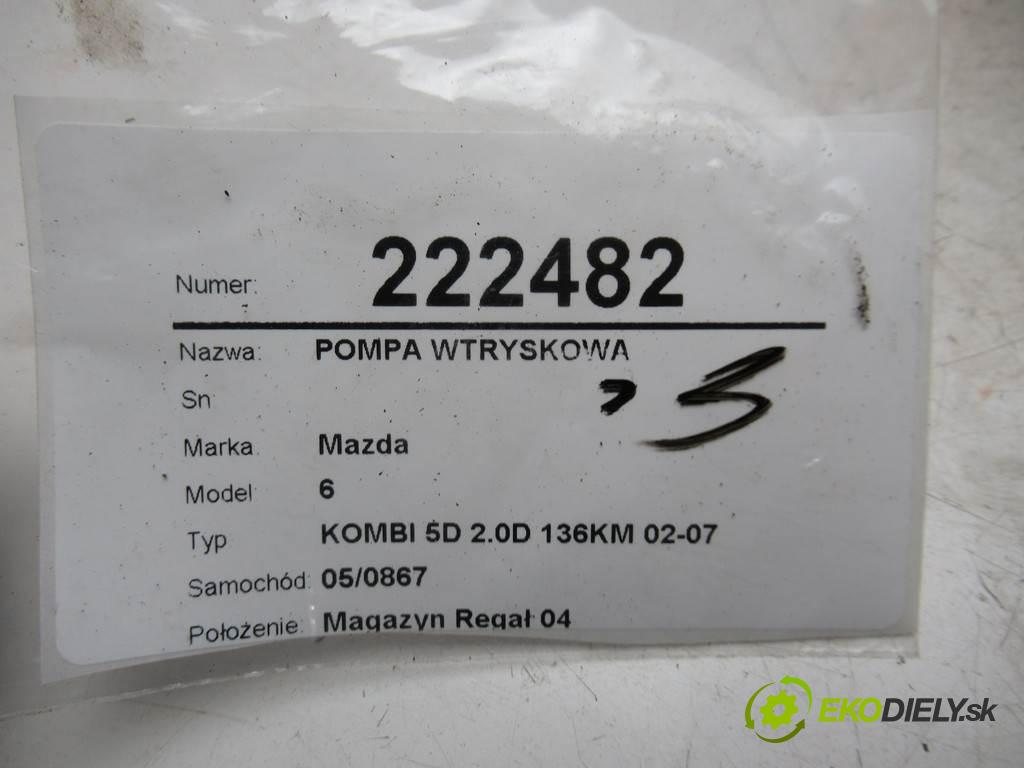 Numer: 222482
Nazwa: POMPA WTRYSKOWA
Sn
Marka Mazda
Model 6
Typ KOMBI 5D 2.0D 136KM 02-07
Samochód: 05/0867
Położenie: Magazyn Regał 04
EKODIELY.sk